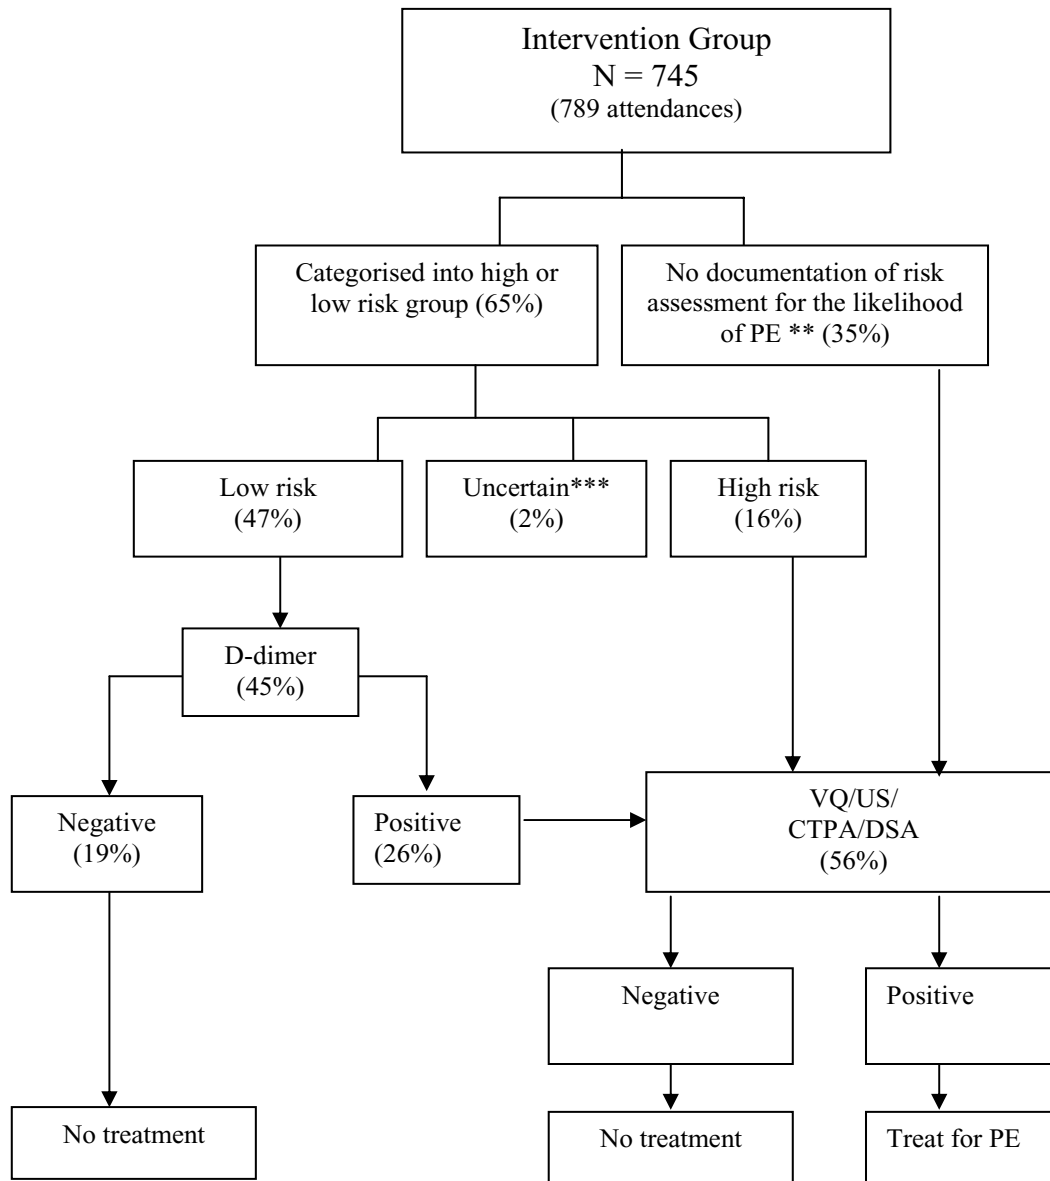 Intervention Group
N = 745
(789 attendances)
Categorised into high or
low risk group (65%)
No documentation of risk
assessment for the likelihood
of PE ** (35%)
Low risk
(47%)
Uncertain***
(2%)
High risk
(16%)
D-dimer
(45%)
Negative
(19%)
Positive
(26%)
VQ/US/
CTPA/DSA
(56%)
Negative
Positive
No treatment
No treatment
Treat for PE